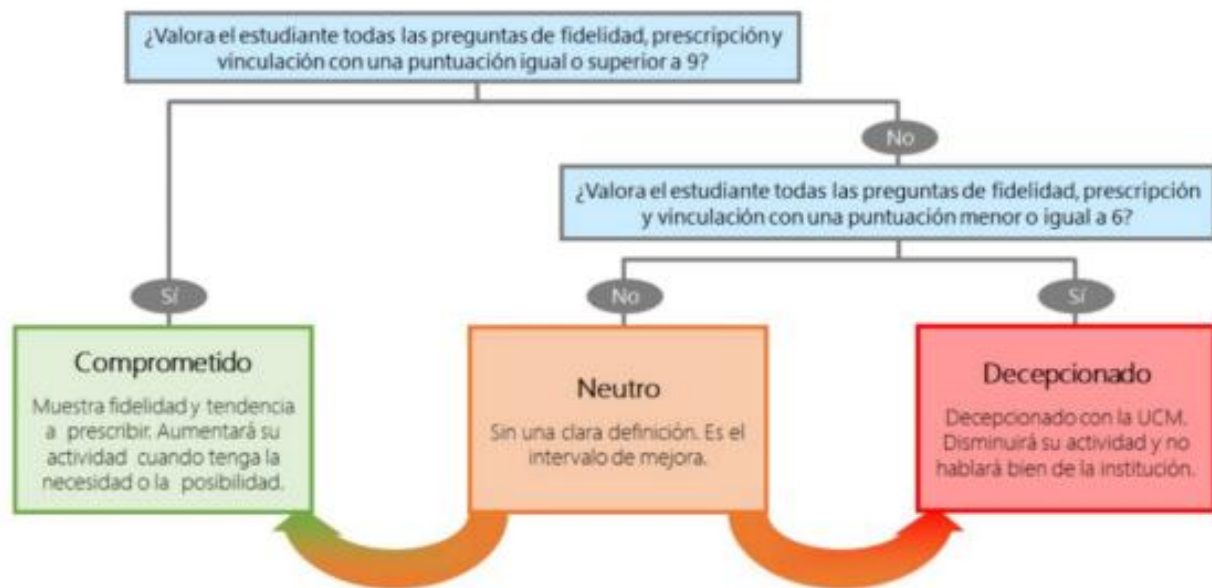 ¿Valora el estudiante todas las preguntas de fidelidad, prescripción y
vinculación con una puntuación igual o superior a 9?
No
¿Valora el estudiante todas las preguntas de fidelidad, prescripción
y vinculación con una puntuación menor o igual a 6?
Sí
No
Sí
Comprometido
Muestra fidelidad y tendencia
a prescribir. Aumentará su
actividad cuando tenga la
necesidad o la posibilidad.
Neutro
Sin una clara definición. Es el
intervalo de mejora.
Decepcionado
Decepcionado con la UCM.
Disminuirá su actividad y no
hablará bien de la institución.